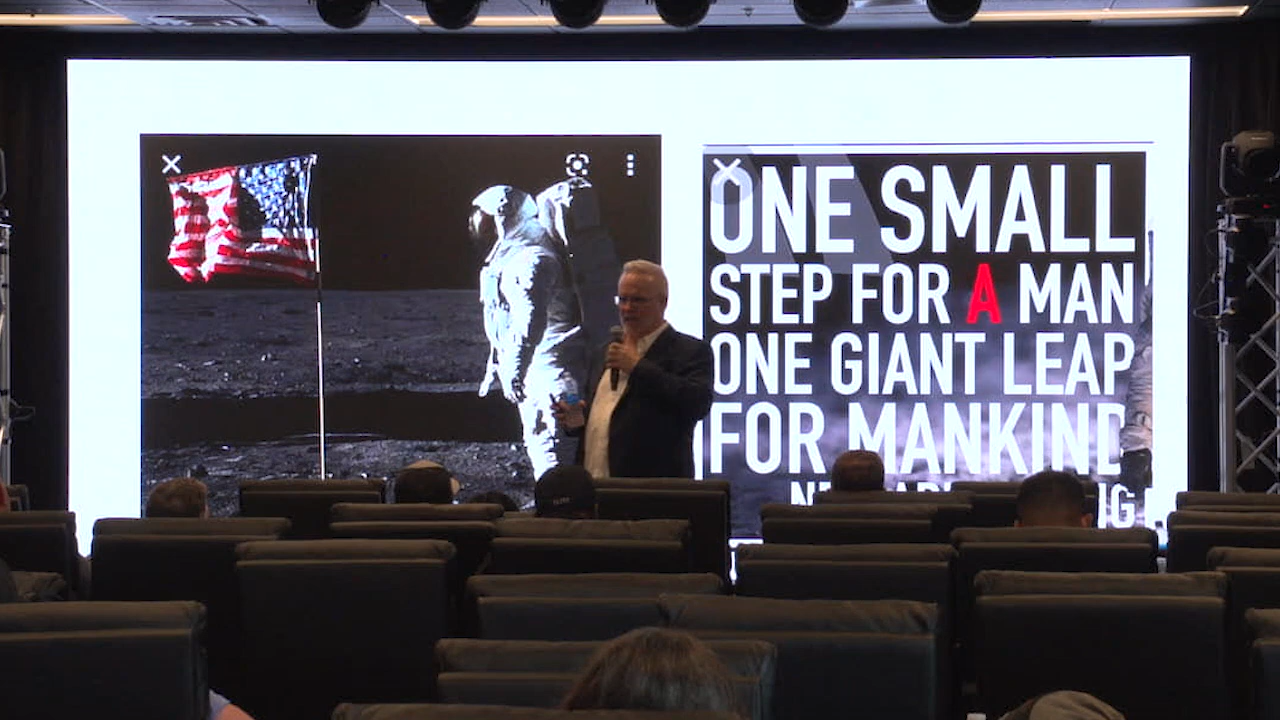 ONE SMALL
STEP FOR A MAN
ONE GIANT LEAP
FOR MANKIND